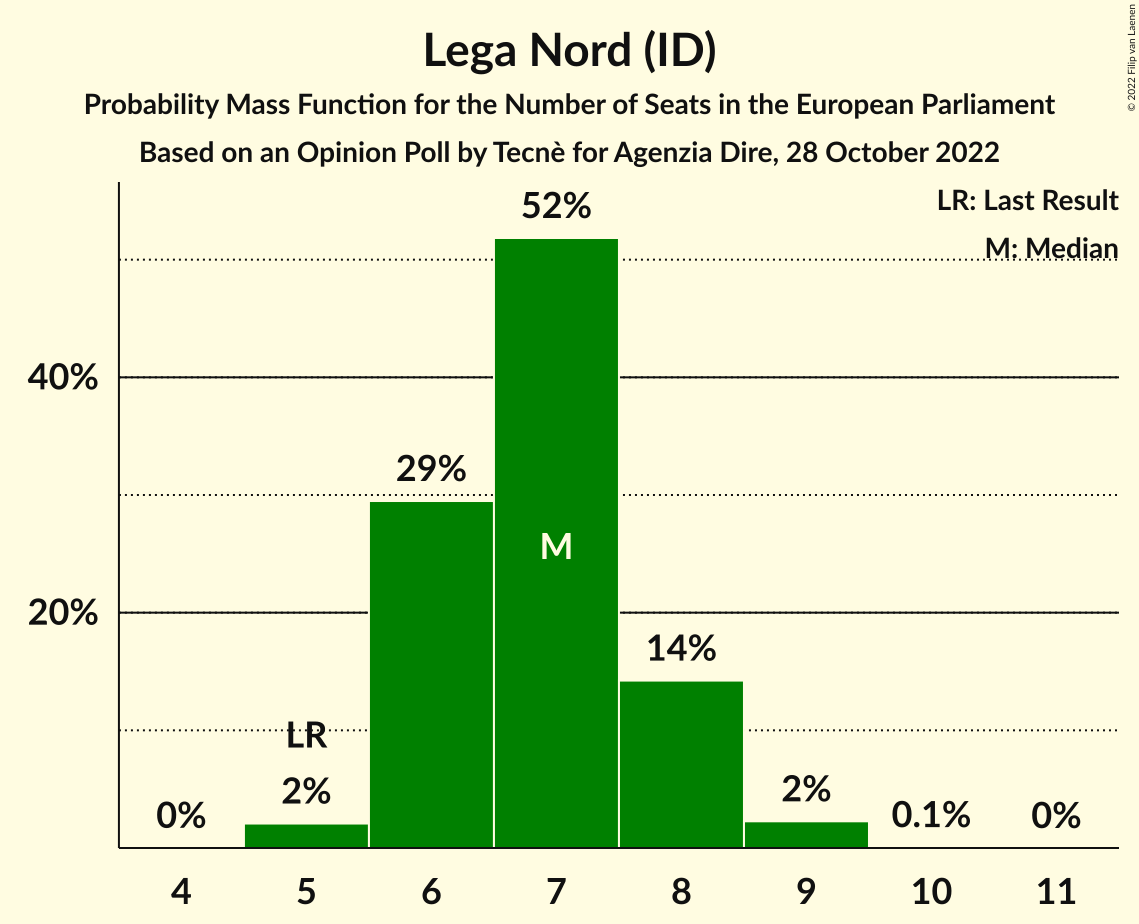 Lega Nord (ID)
Probability Mass Function for the Number of Seats in the European Parliament
Based on an Opinion Poll by Tecnè for Agenzia Dire, 28 October 2022
© 2022 Filip van Laenen
LR: Last Result
M: Median
52%
40%
29%
M
20%
14%
LR
0%
2%
2%
0.1%
0%
4 5 6 7 8 9 10 11